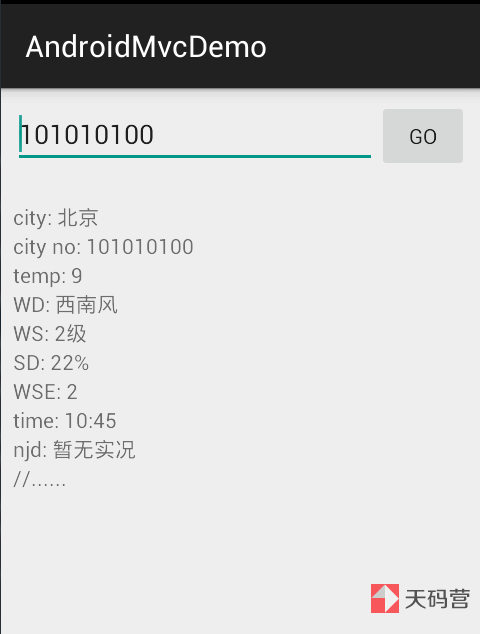 AndroidMvcDemo
101010100
GO
city: 北京
city no: 101010100
temp: 9
WD: 西南风
WS: 2级
SD: 22%
WSE: 2
time: 10:45
njd: 暂无实况
//......
天码营